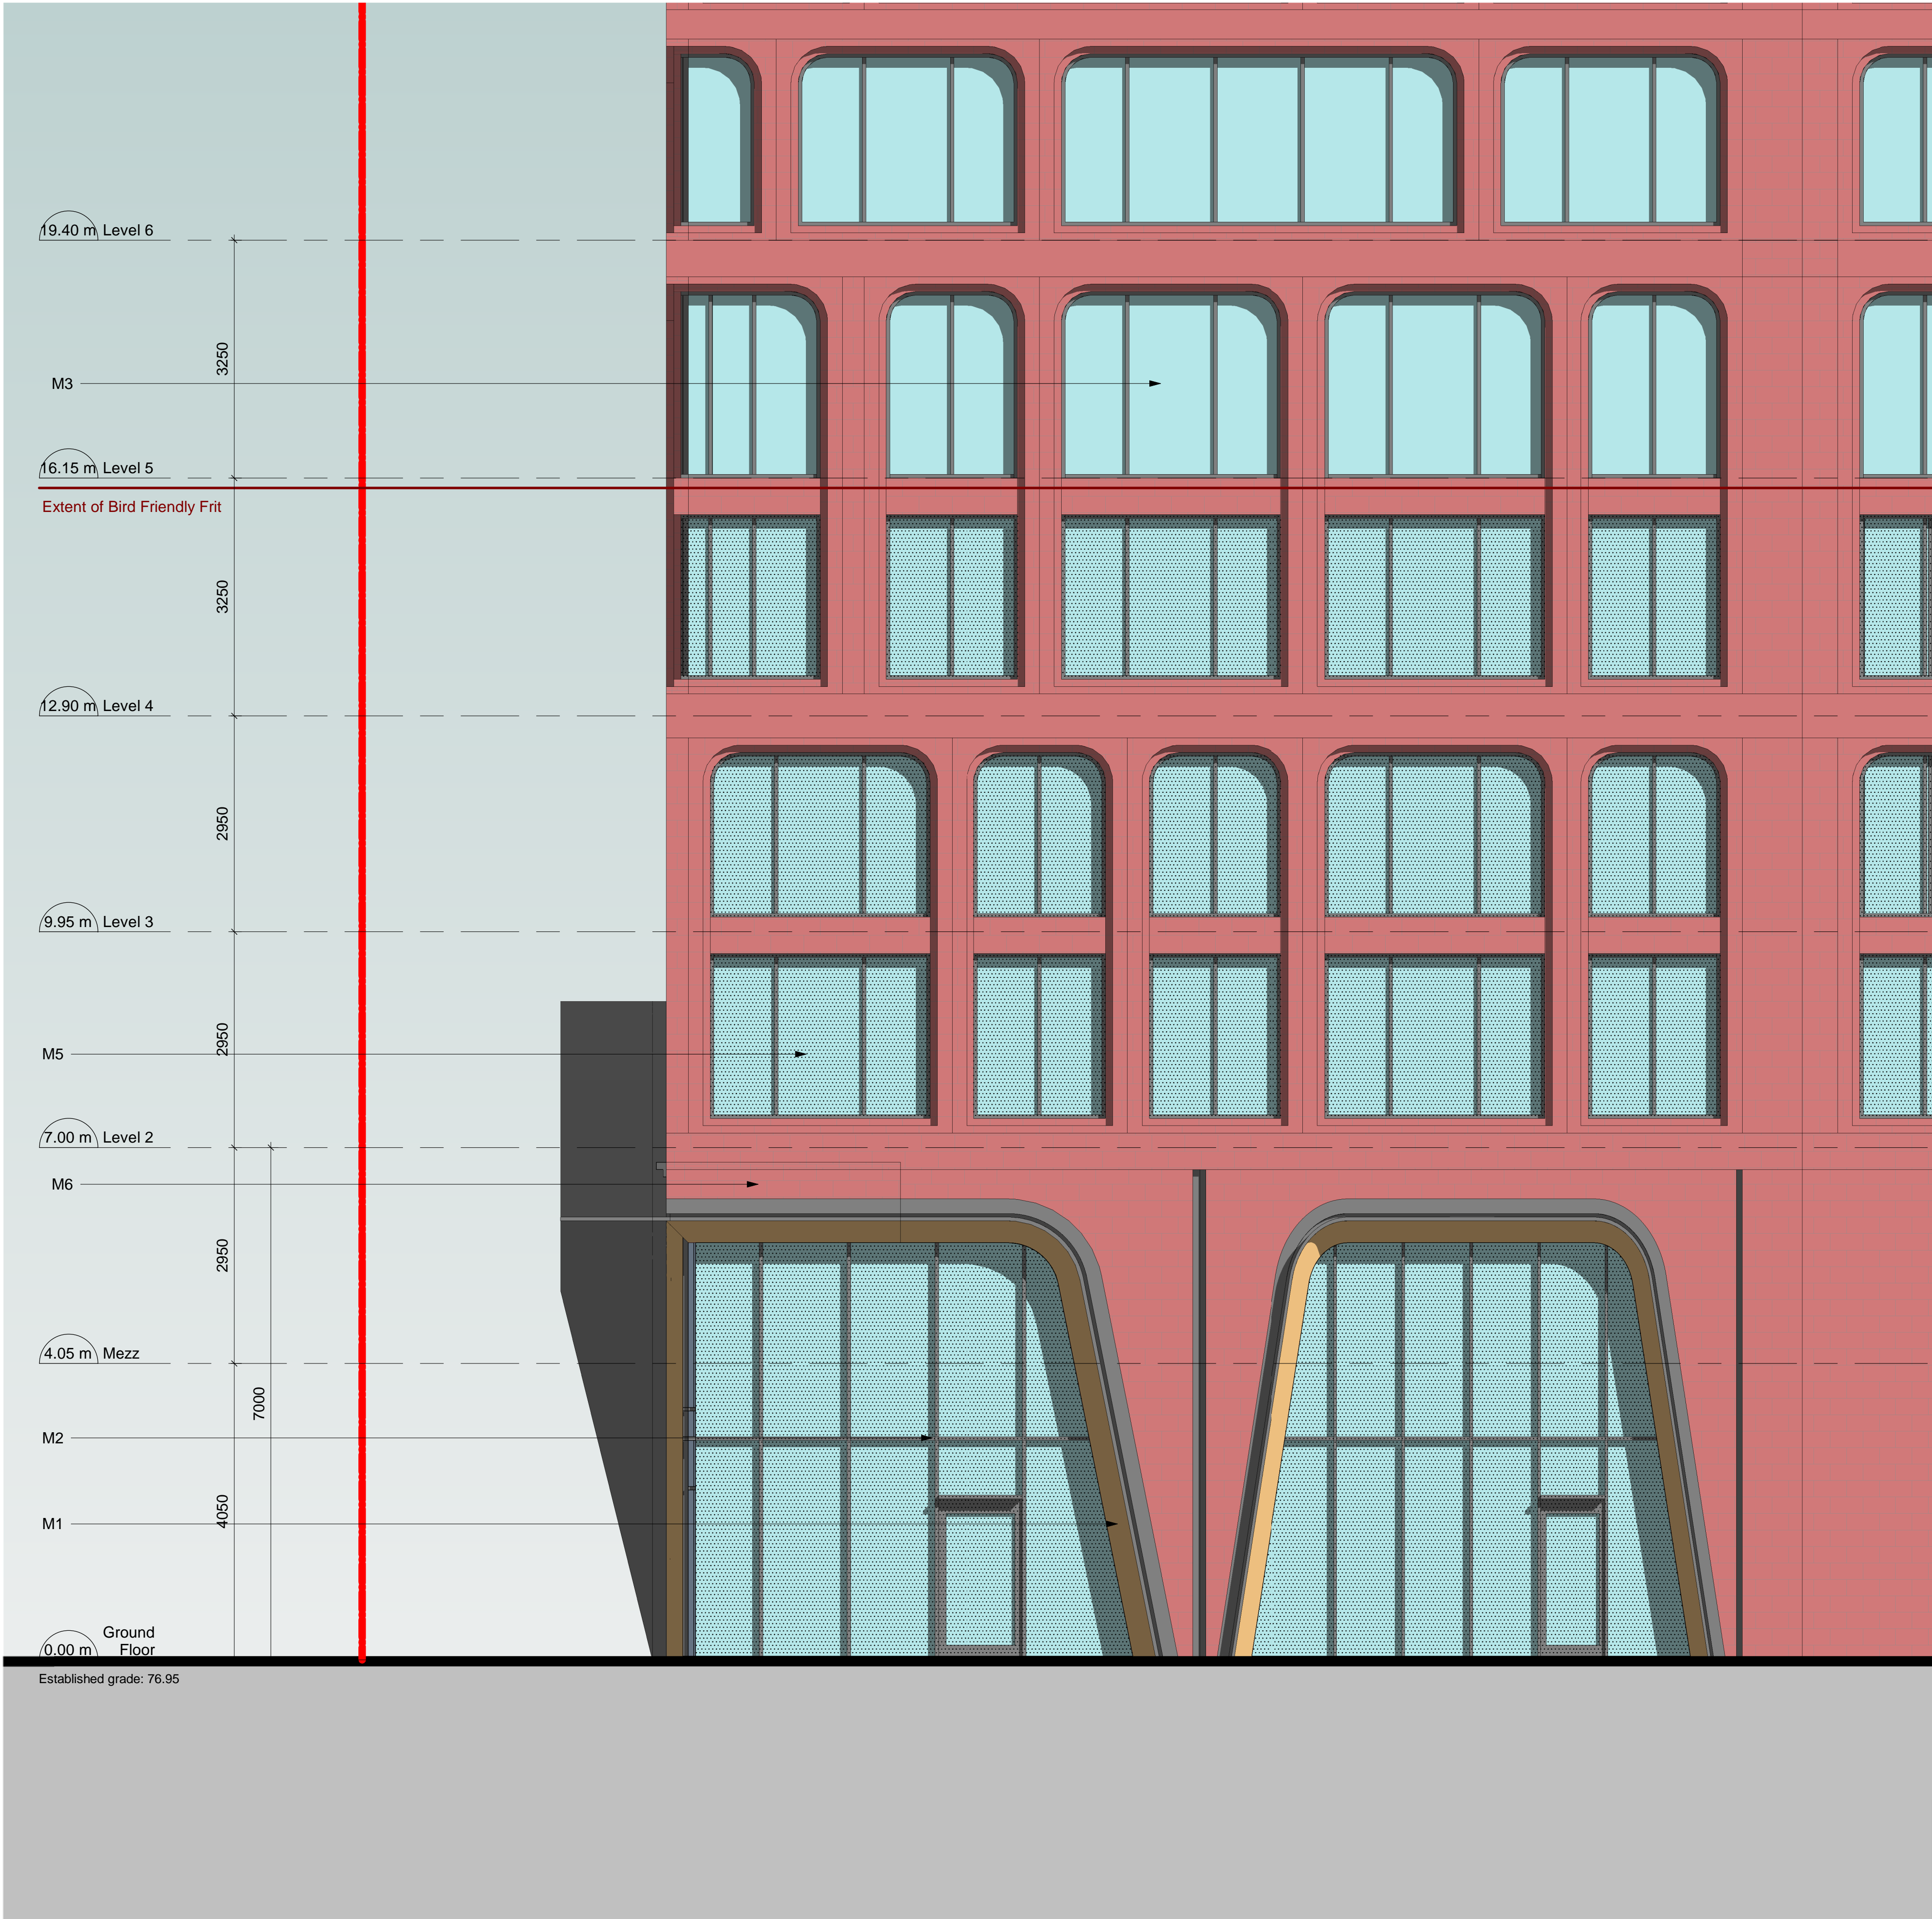 19.40 m Level 6
3250
M3
16.15 m Level 5
Extent of Bird Friendly Frit
3250
12.90 m Level 4
2950
9.95 m Level 3
2950
M5
7.00 m Level 2
M6
2950
4.05 m Mezz
7000
M2
4050
M1
Ground
0.00 m Floor
Established grade: 76.95